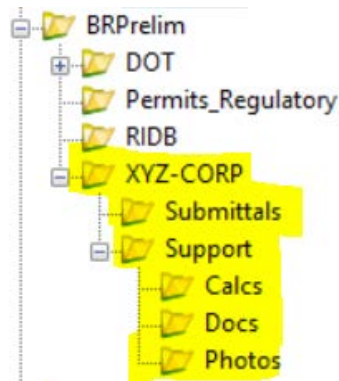 BRPrelim
DOT
Permits_Regulatory
RIDB
XYZ-CORP
Submittals
Support
Calcs
Docs
Photos